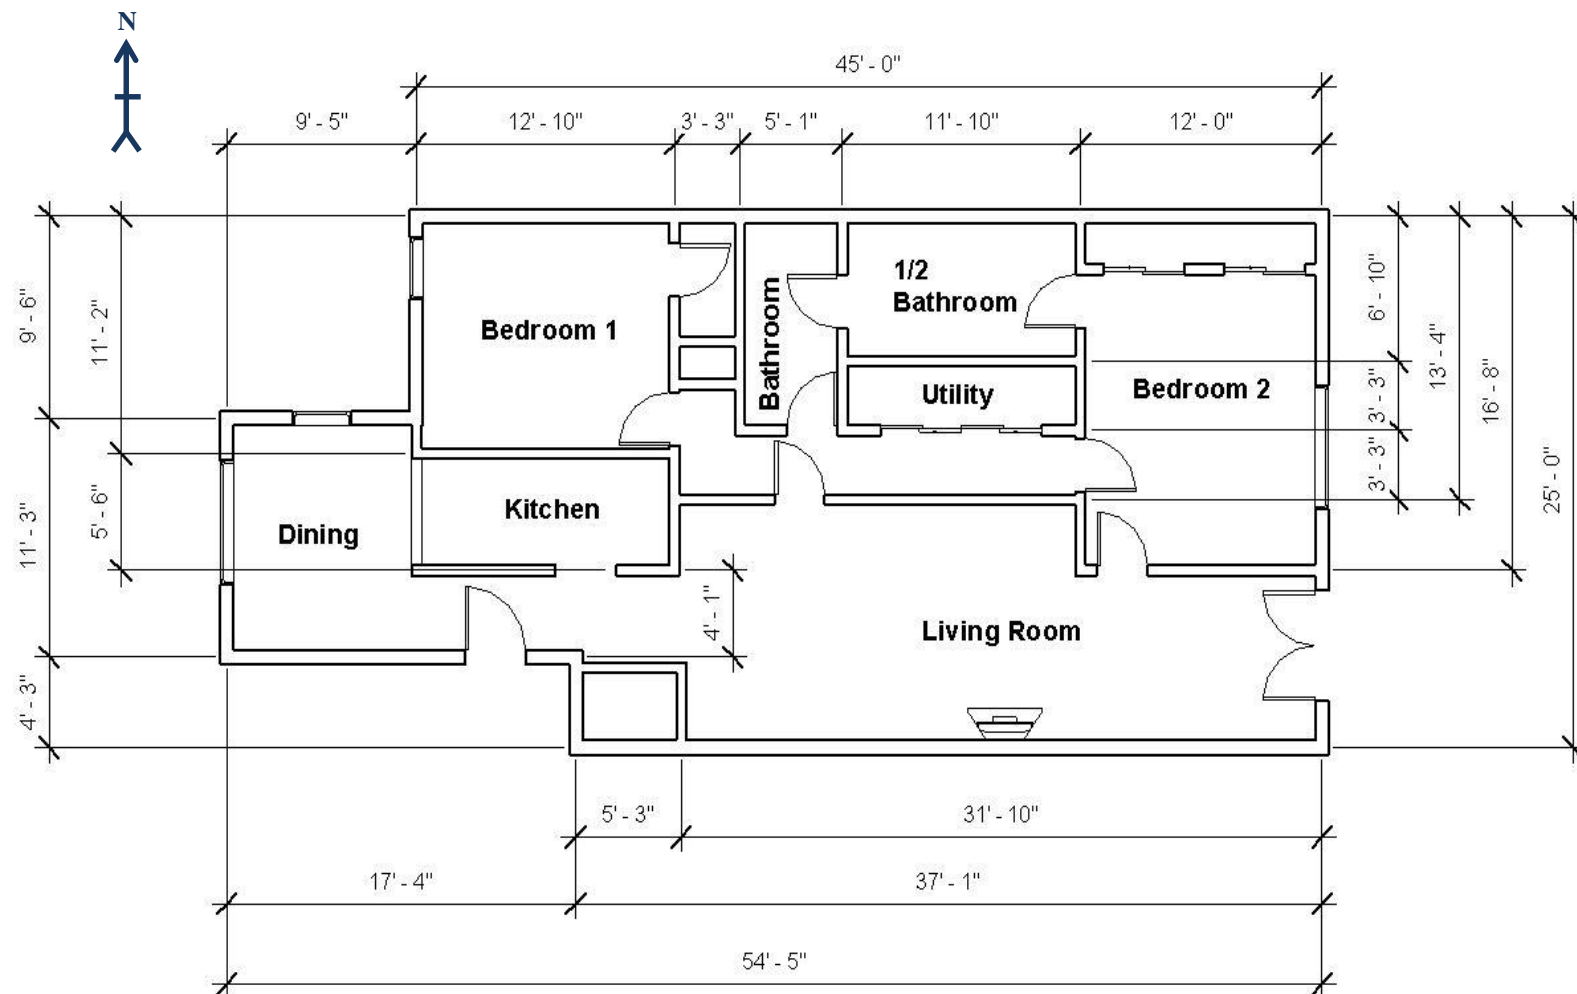 N
45' - 0"
9' - 5"
12' - 10"
3' - 3"
5' - 1"
11' - 10"
12' - 0"
9' - 6"
11' - 2"
5' - 6"
11' - 3"
4' - 3"
Bedroom 1
Bathroom
1/2
Bathroom
Utility
Bedroom 2
Kitchen
Dining
Living Room
4' - 1"
6' - 10"
3' - 3"
3' - 3"
13' - 4"
16' - 8"
25' - 0"
5' - 3"
31' - 10"
17' - 4"
37' - 1"
54' - 5"